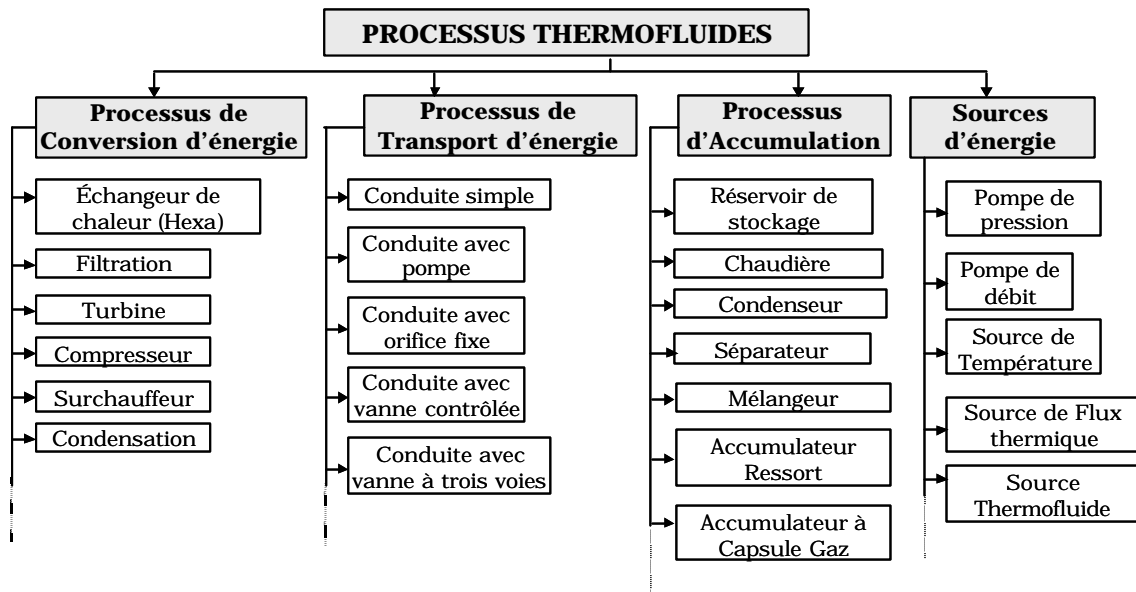 PROCESSUS THERMOFLUIDES
Processus de
Conversion d'énergie
Échangeur de
chaleur (Hexa)
Filtration
Turbine
Compresseur
Surchauffeur
Condensation
Processus de
Transport d'énergie
Conduite simple
Conduite avec
pompe
Conduite avec
orifice fixe
Conduite avec
vanne contrôlée
Conduite avec
vanne à trois voies
Processus
d'Accumulation
Réservoir de
stockage
Chaudière
Condenseur
Séparateur
Mélangeur
Accumulateur
Ressort
Accumulateur à
Capsule Gaz
Sources
d'énergie
Pompe de
pression
Pompe de
débit
Source de
Température
Source de Flux
thermique
Source
Thermofluide